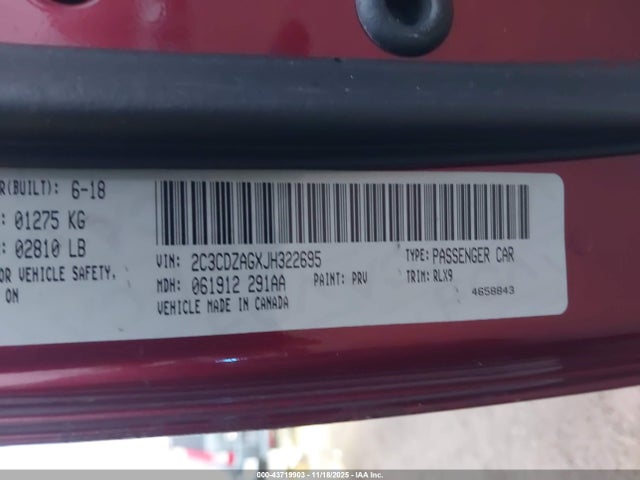 R(BUILT): 6-18
: 01275 KG
: 02810 LB
OR VEHICLE SAFETY,
ON
VIN: 2C3CDZAGXJH322695 TYPE: PASSENGER CAR
MDH: 061912 291AA PAINT: PRV TRIM: RLX9
VEHICLE MADE IN CANADA 4658843
000-43719903 - 11/18/2025 - IAA Inc.